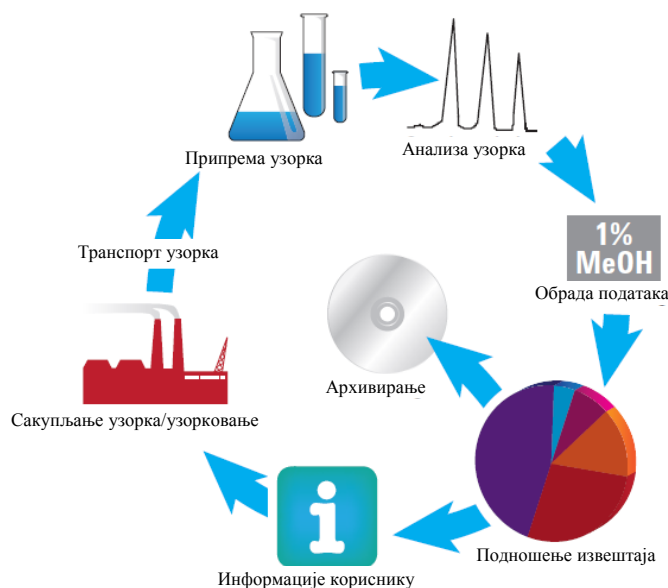 Припрема узорка
Анализа узорка
Транспорт узорка
1%
MeOH
Обрада података
Архивирање
Сакупљање узорка/узорковање
Подношење извештаја
Информације кориснику